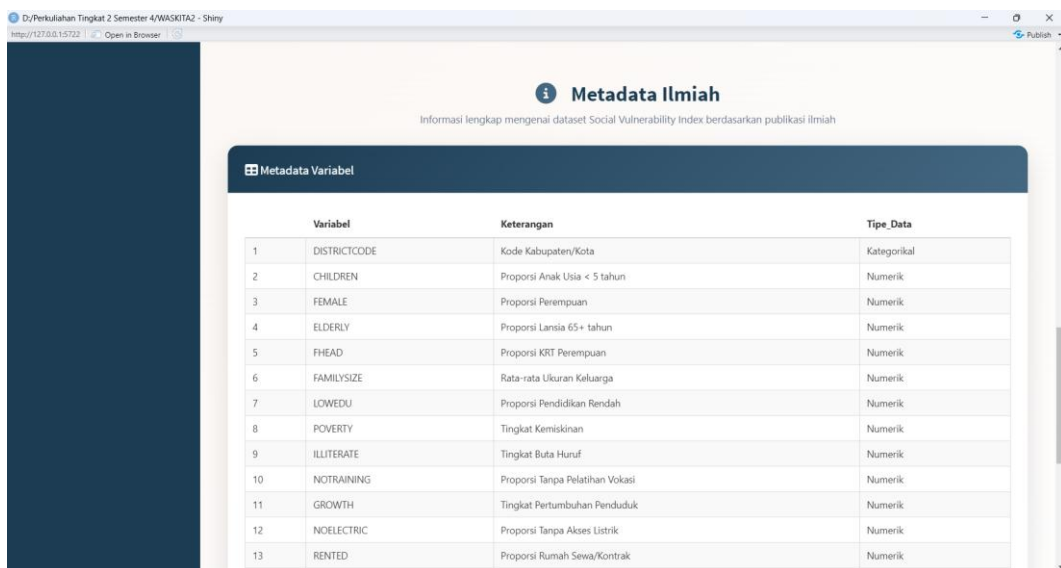 D:/Perkuliahan Tingkat 2 Semester 4/WASKITA2 - Shiny
http://127.0.0.1:5722 Open in Browser Publish
Metadata Ilmiah
Informasi lengkap mengenai dataset Social Vulnerability Index berdasarkan publikasi ilmiah
Metadata Variabel
Variabel Keterangan Tipe_Data
1 DISTRICTCODE Kode Kabupaten/Kota Kategorikal
2 CHILDREN Proporsi Anak Usia < 5 tahun Numerik
3 FEMALE Proporsi Perempuan Numerik
4 ELDERLY Proporsi Lansia 65+ tahun Numerik
5 FHEAD Proporsi KRT Perempuan Numerik
6 FAMILYSIZE Rata-rata Ukuran Keluarga Numerik
7 LOWEDU Proporsi Pendidikan Rendah Numerik
8 POVERTY Tingkat Kemiskinan Numerik
9 ILLITERATE Tingkat Buta Huruf Numerik
10 NOTRAINING Proporsi Tanpa Pelatihan Vokasi Numerik
11 GROWTH Tingkat Pertumbuhan Penduduk Numerik
12 NOELECTRIC Proporsi Tanpa Akses Listrik Numerik
13 RENTED Proporsi Rumah Sewa/Kontrak Numerik